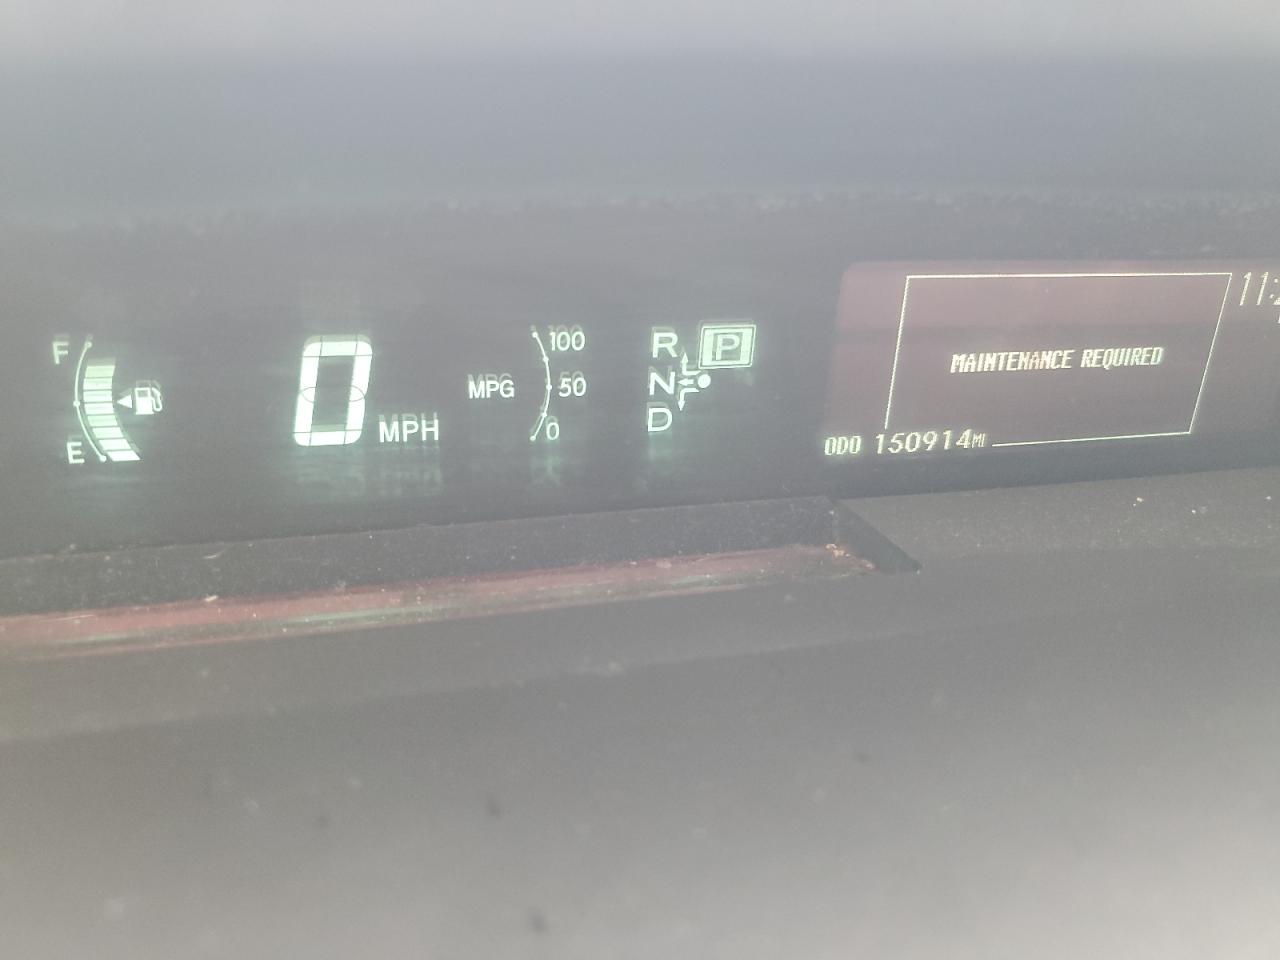 F
E
0 MPH
MPG
100
50
0
R P
N
D
MAINTENANCE REQUIRED
ODO 150914MI